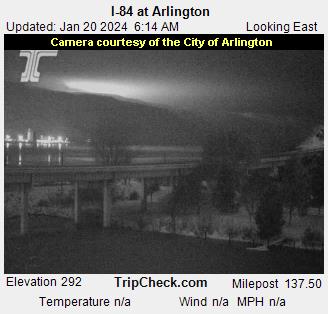 I-84 at Arlington
Updated: Jan 20 2024 6:14 AM Looking East
Camera courtesy of the City of Arlington
Elevation 292 TripCheck.com Milepost 137.50
Temperature n/a Wind n/a MPH n/a